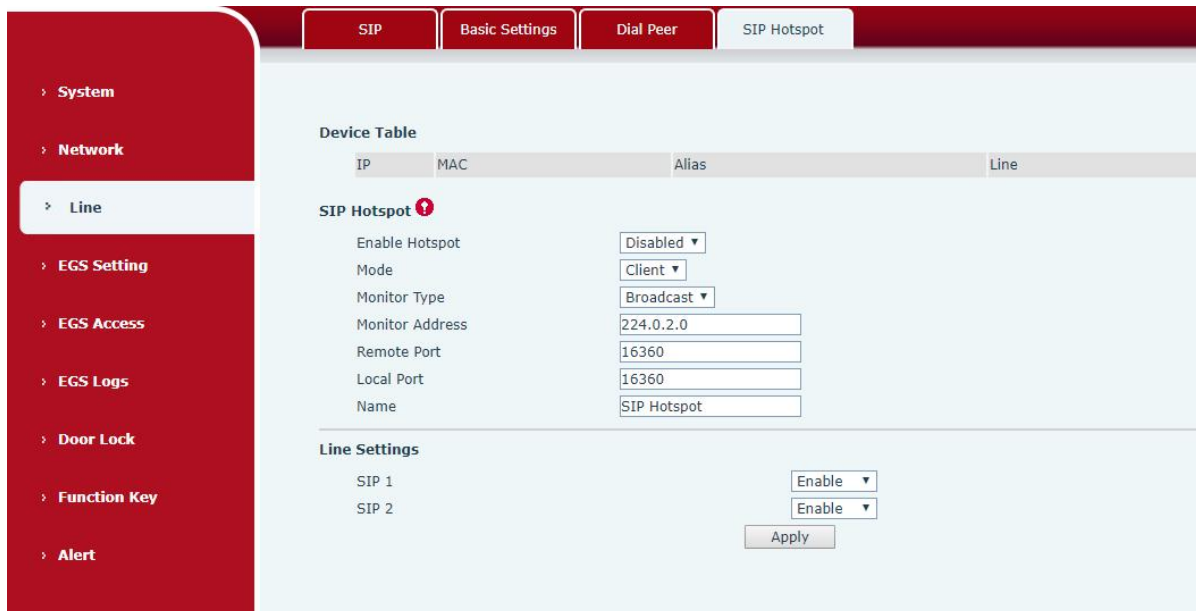 SIP
Basic Settings
Dial Peer
SIP Hotspot
System
Network
Line
EGS Setting
EGS Access
EGS Logs
Door Lock
Function Key
Alert
Device Table
IP MAC Alias Line
SIP Hotspot
Enable Hotspot Disabled
Mode Client
Monitor Type Broadcast
Monitor Address 224.0.2.0
Remote Port 16360
Local Port 16360
Name SIP Hotspot
Line Settings
SIP 1 Enable
SIP 2 Enable
Apply